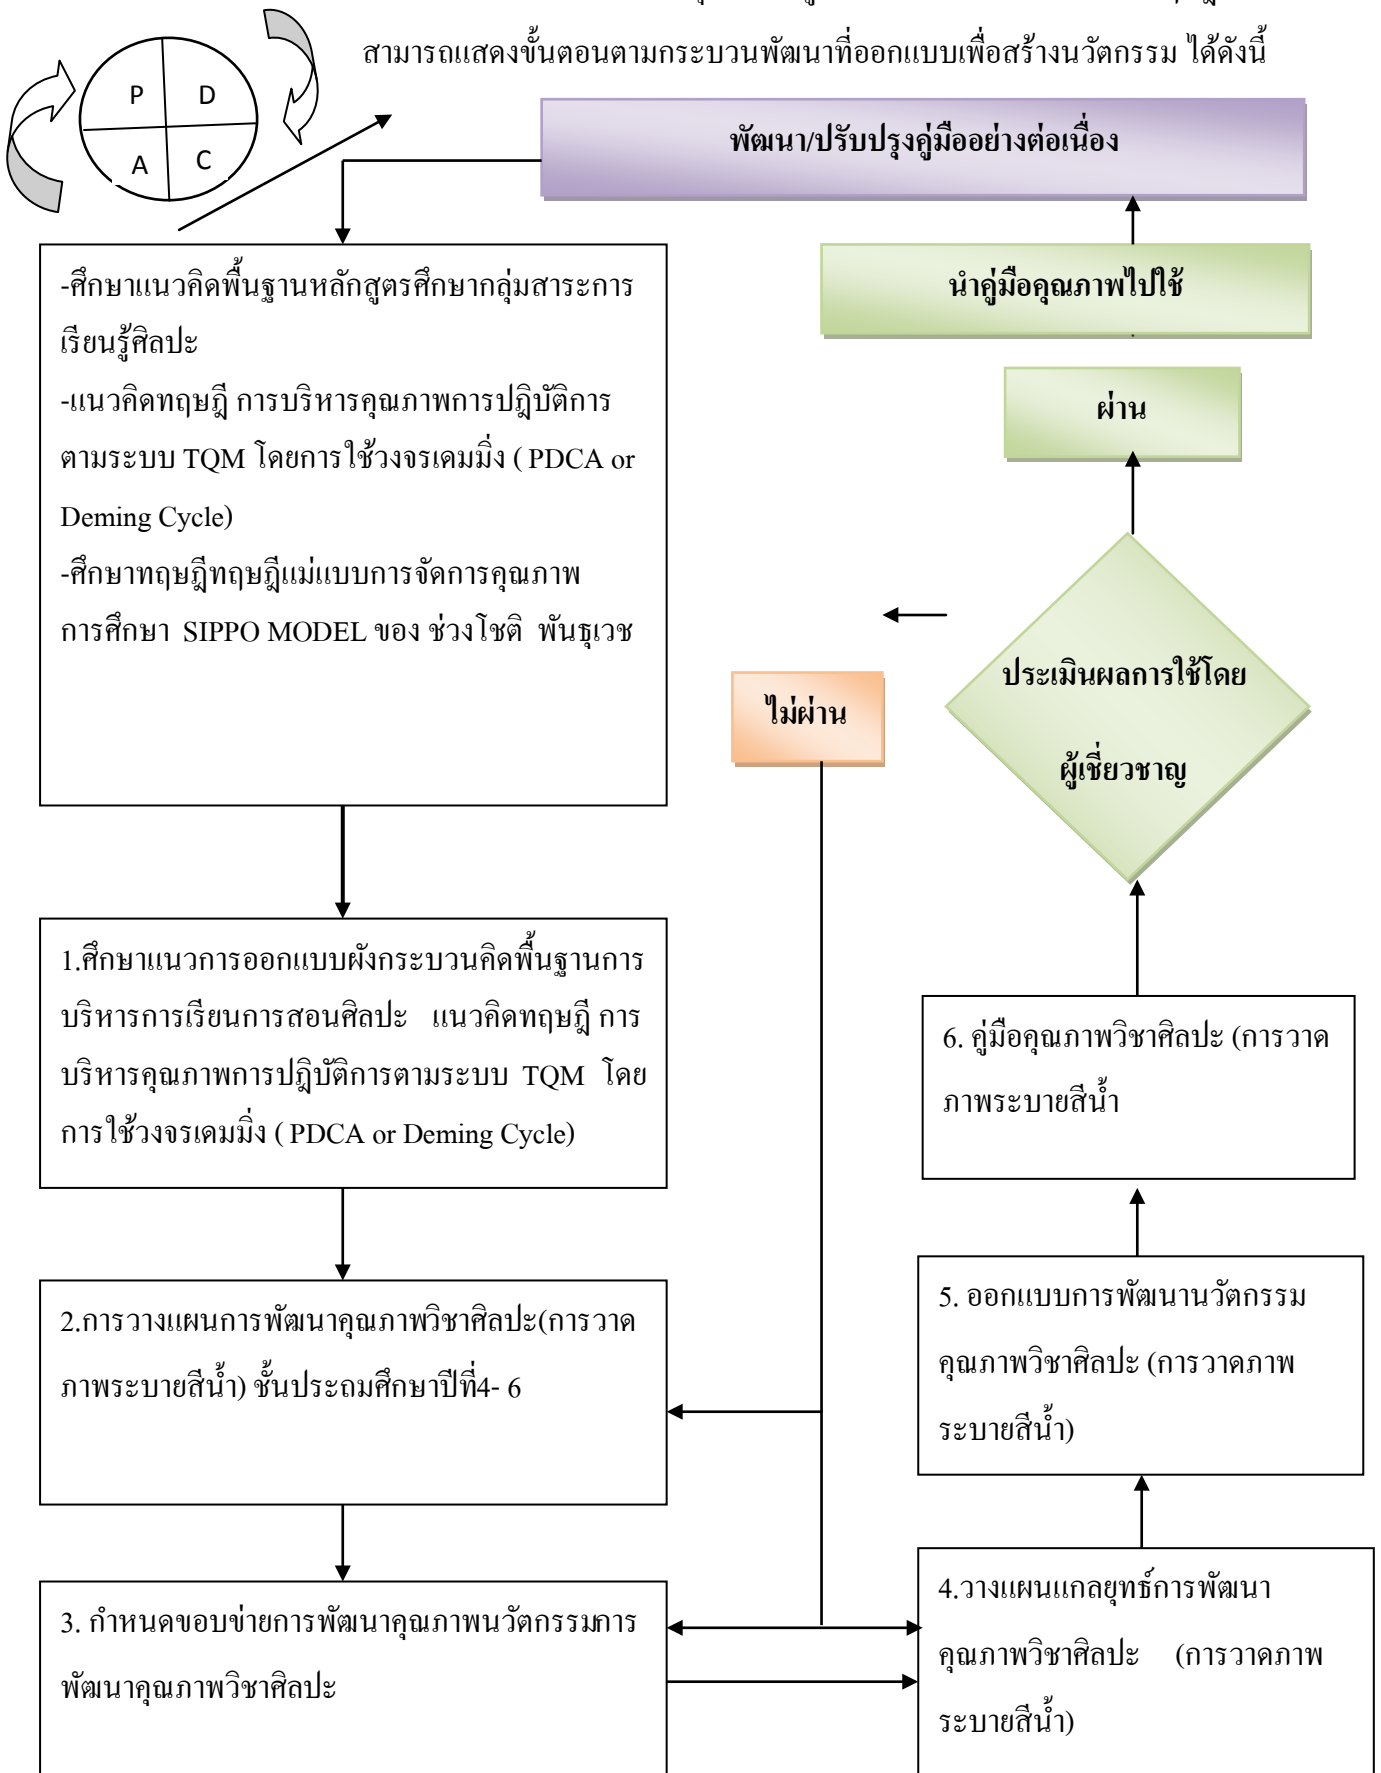 สามารถแสดงขั้นตอนตามกระบวนพัฒนาที่ออกแบบเพื่อสร้างนวัตกรรม ได้ดังนี้
P D
A C
พัฒนา/ปรับปรุงคู่มืออย่างต่อเนื่อง
-ศึกษาแนวคิดพื้นฐานหลักสูตรศึกษากลุ่มสาระการ
เรียนรู้ศิลปะ
-แนวคิดทฤษฎี การบริหารคุณภาพการปฎิบัติการ
ตามระบบ TQM โดยการใช้วงจรเดมมิ่ง ( PDCA or
Deming Cycle)
-ศึกษาทฤษฎีทฤษฎีแม่แบบการจัดการคุณภาพ
การศึกษา SIPPO MODEL ของ ช่วงโชติ พันธุเวช
นำคู่มือคุณภาพไปใช้
ผ่าน
ประเมินผลการใช้โดย
ผู้เชี่ยวชาญ
ไม่ผ่าน
1.ศึกษาแนวการออกแบบผังกระบวนคิดพื้นฐานการ
บริหารการเรียนการสอนศิลปะ แนวคิดทฤษฎี การ
บริหารคุณภาพการปฎิบัติการตามระบบ TQM โดย
การใช้วงจรเดมมิ่ง ( PDCA or Deming Cycle)
2.การวางแผนการพัฒนาคุณภาพวิชาศิลปะ(การวาด
ภาพระบายสีน้ำ) ชั้นประถมศึกษาปีที่4- 6
3. กำหนดขอบข่ายการพัฒนาคุณภาพนวัตกรรมการ
พัฒนาคุณภาพวิชาศิลปะ
4.วางแผนแกลยุทธ์การพัฒนา
คุณภาพวิชาศิลปะ (การวาดภาพ
ระบายสีน้ำ)
5. ออกแบบการพัฒนานวัตกรรม
คุณภาพวิชาศิลปะ (การวาดภาพ
ระบายสีน้ำ)
6. คู่มือคุณภาพวิชาศิลปะ (การวาด
ภาพระบายสีน้ำ